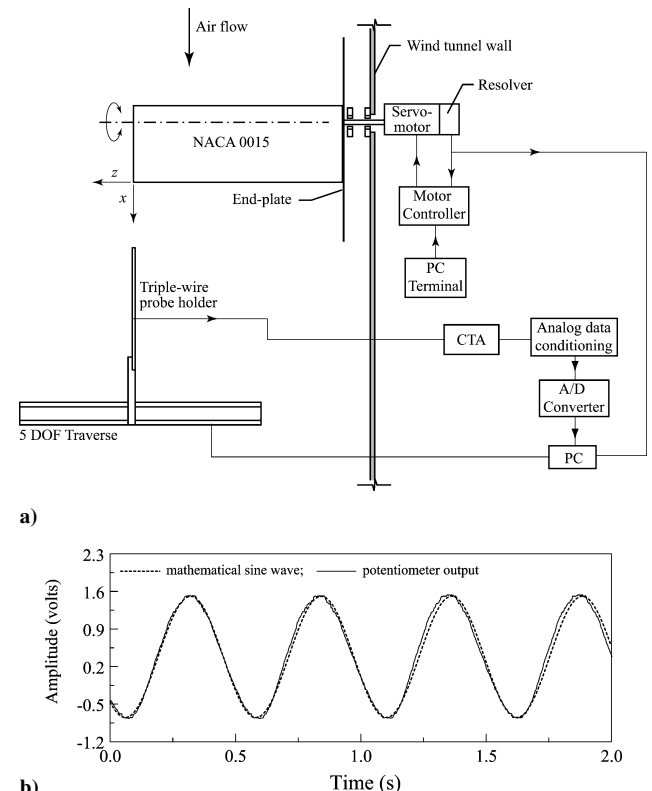 Air flow
Wind tunnel wall
Resolver
Servo-
motor
NACA 0015
z
x
End-plate
Motor
Controller
PC
Terminal
Triple-wire
probe holder
CTA
Analog data
conditioning
A/D
Converter
5 DOF Traverse
PC
a)
2.3
1.6
0.9
0.2
-0.5
-1.2
Amplitude (volts)
mathematical sine wave; potentiometer output
0.0 0.5 1.0 1.5 2.0
Time (s)
b)